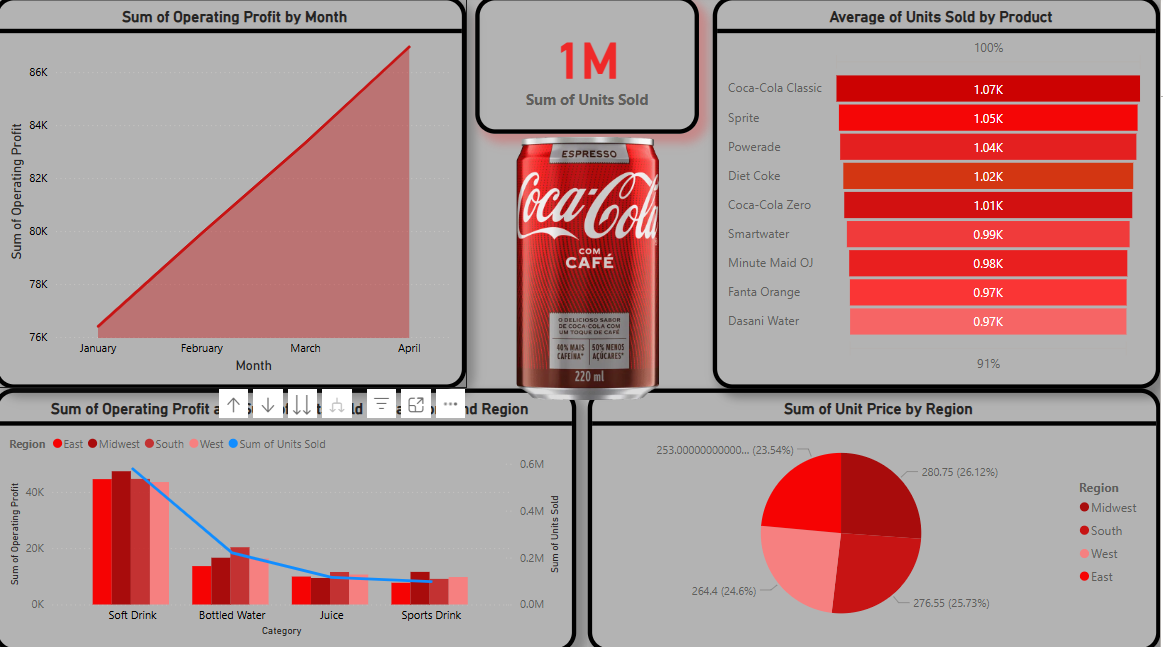 Sum of Operating Profit by Month
Sum of Operating Profit
86K
84K
82K
80K
78K
76K
January
February
March
April
Month
1M
Sum of Units Sold
ESPRESSO
Coca-Cola
COM
CAFÉ
O DELICIOSO SABOR
DE COCA-COLA COM
UM TOQUE DE CAFÉ
40% MAIS
CAFEÍNA*
50% MENOS
AÇÚCARES*
220 ml
Average of Units Sold by Product
100%
Coca-Cola Classic 1.07K
Sprite 1.05K
Powerade 1.04K
Diet Coke 1.02K
Coca-Cola Zero 1.01K
Smartwater 0.99K
Minute Maid OJ 0.98K
Fanta Orange 0.97K
Dasani Water 0.97K
91%
Sum of Operating Profit and Region
Region East Midwest South West Sum of Units Sold
Sum of Operating Profit
40K
20K
0K
0.6M
0.4M
0.2M
0.0M
Sum of Units Sold
Soft Drink
Bottled Water
Juice
Sports Drink
Category
Sum of Unit Price by Region
253.00000000000... (23.54%)
280.75 (26.12%)
264.4 (24.6%)
276.55 (25.73%)
Region
Midwest
South
West
East